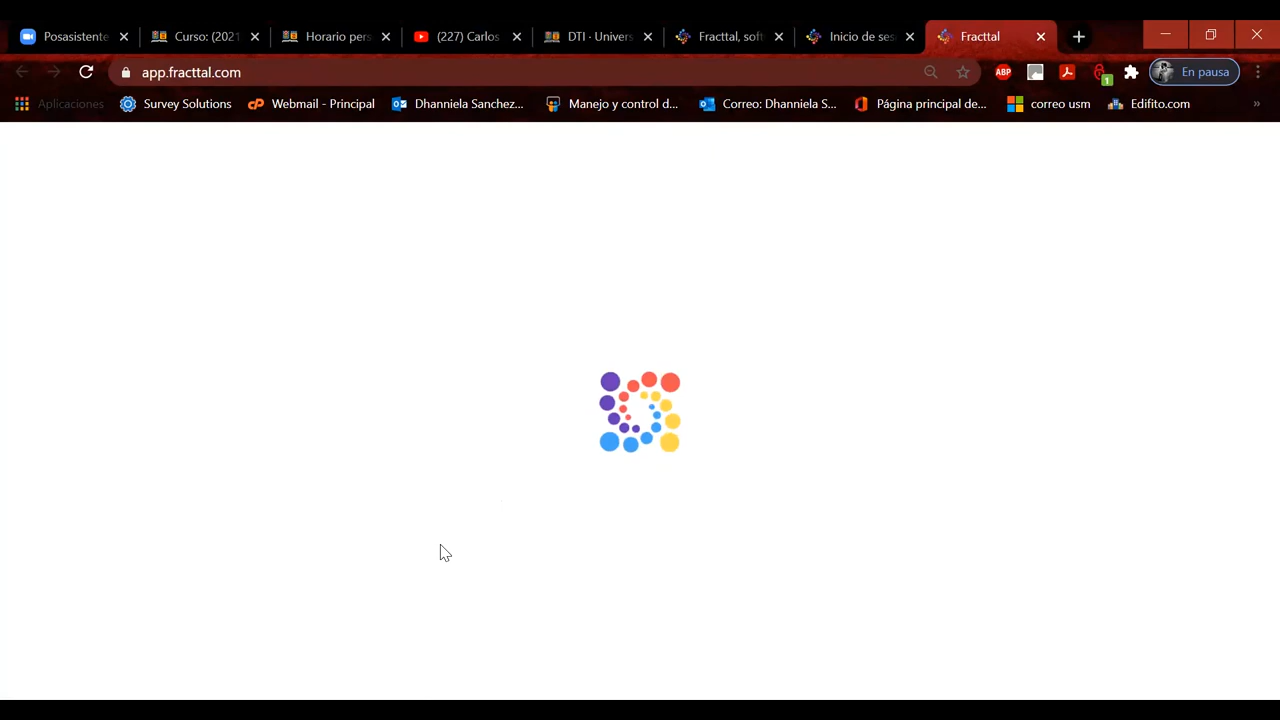 Posasistente
Curso: (2021
Horario pers
(227) Carlos
DTI · Univers
Fracttal, soft
Inicio de sesi
Fracttal
app.fracttal.com
ABP
1
En pausa
Aplicaciones
Survey Solutions
Webmail - Principal
Dhanniela Sanchez...
Manejo y control d...
Correo: Dhanniela S...
Página principal de...
correo usm
Edifito.com
»